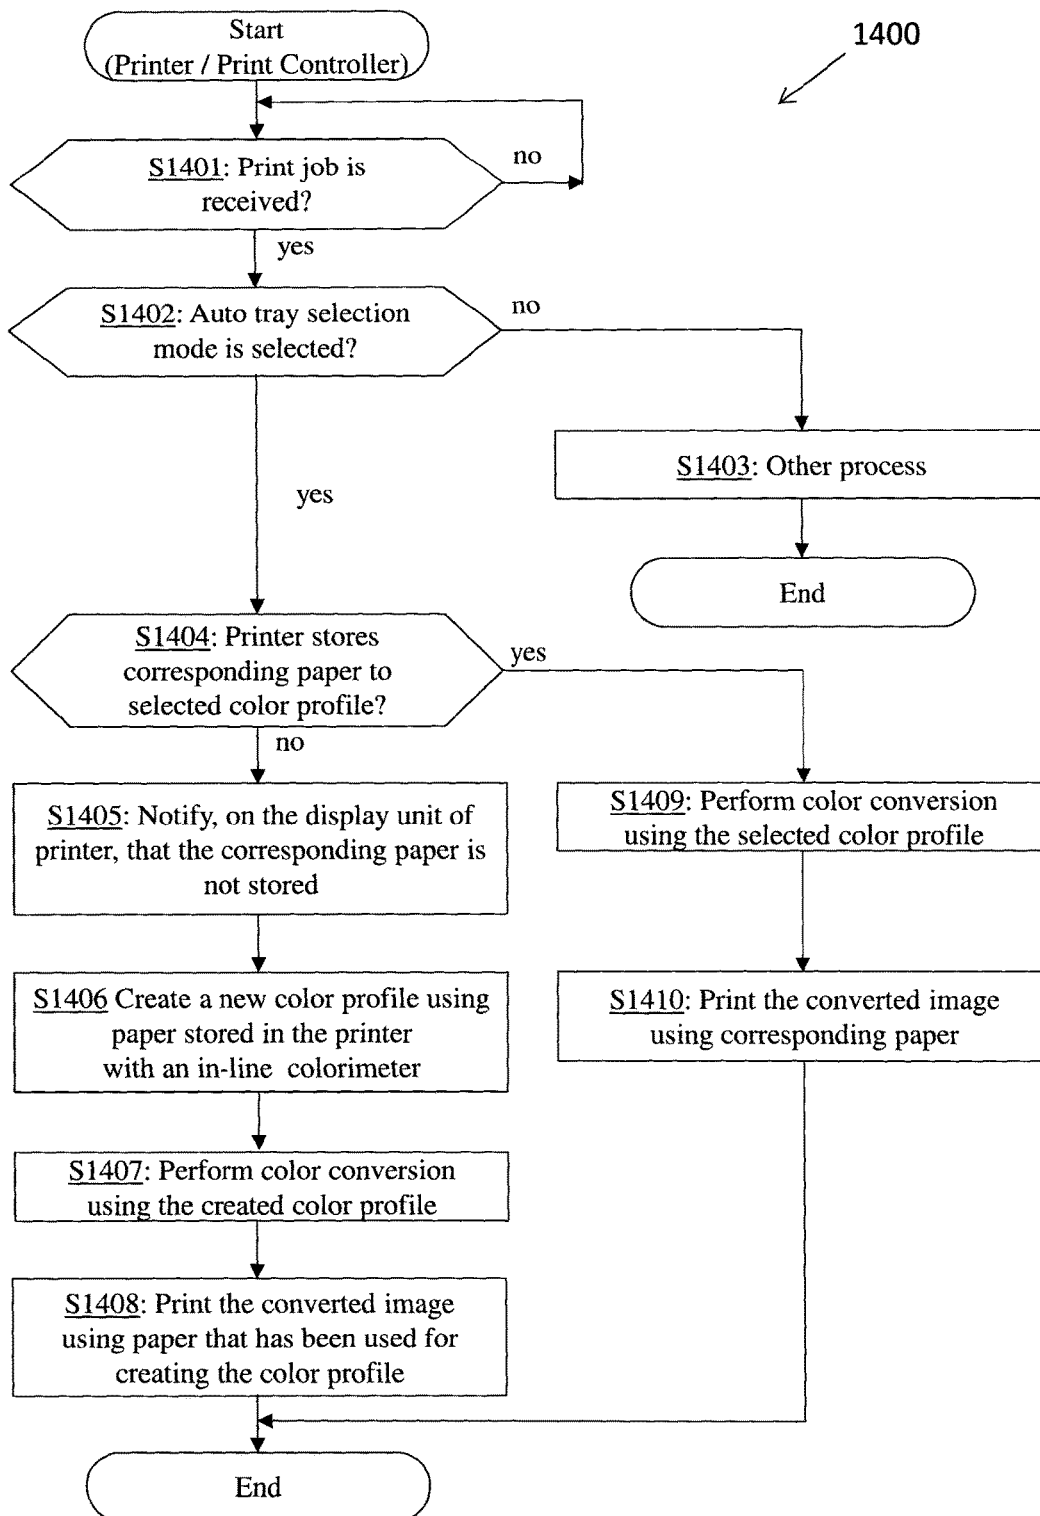 Start
(Printer / Print Controller)
1400
S1401: Print job is
received?
no
yes
S1402: Auto tray selection
mode is selected?
no
yes
S1403: Other process
End
S1404: Printer stores
corresponding paper to
selected color profile?
yes
no
S1405: Notify, on the display unit of
printer, that the corresponding paper is
not stored
S1409: Perform color conversion
using the selected color profile
S1406 Create a new color profile using
paper stored in the printer
with an in-line colorimeter
S1410: Print the converted image
using corresponding paper
S1407: Perform color conversion
using the created color profile
S1408: Print the converted image
using paper that has been used for
creating the color profile
End